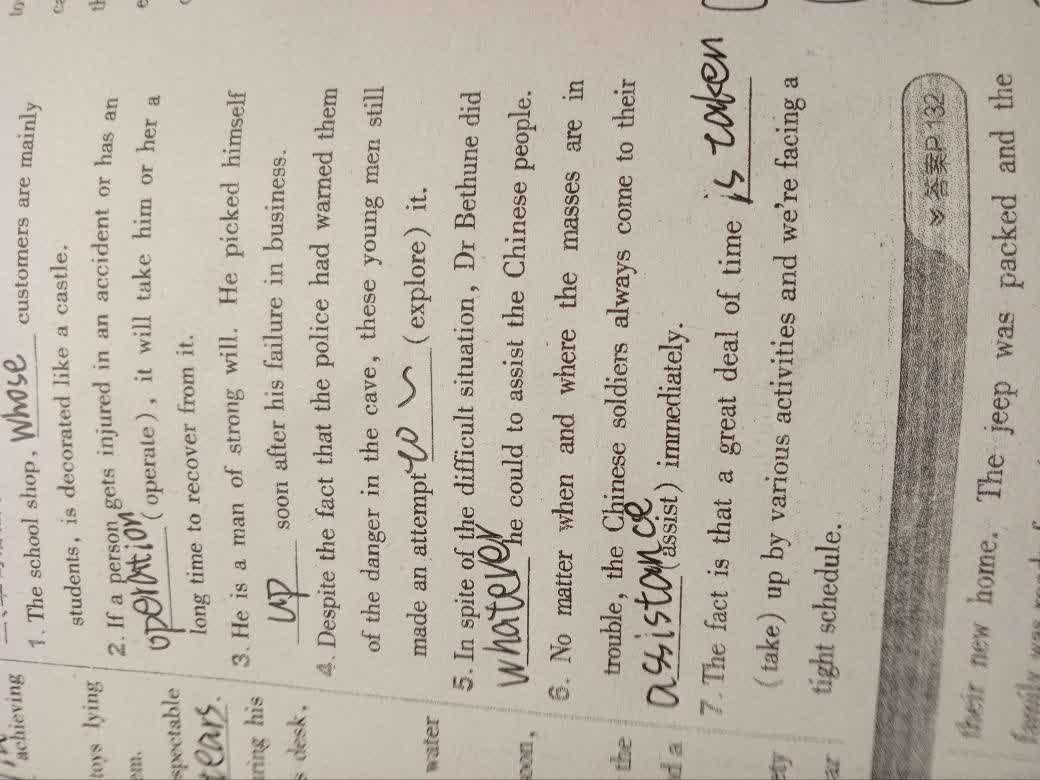 achieving
toys lying
em.
spectable
tears.
ning his
s desk,
water
the
d a
1. The school shop, whose customers are mainly
students, is decorated like a castle.
2. If a person gets injured in an accident or has an
operation (operate), it will take him or her a
long time to recover from it.
3. He is a man of strong will. He picked himself
up soon after his failure in business.
4. Despite the fact that the police had warned them
of the danger in the cave, these young men still
made an attempt to ~ (explore) it.
5. In spite of the difficult situation, Dr Bethune did
whatever he could to assist the Chinese people.
6. No matter when and where the masses are in
trouble, the Chinese soldiers always come to their
assistance (assist) immediately.
7. The fact is that a great deal of time is taken
(take) up by various activities and we're facing a
tight schedule.
答案P.132
their new home. The jeep was packed and the
family was